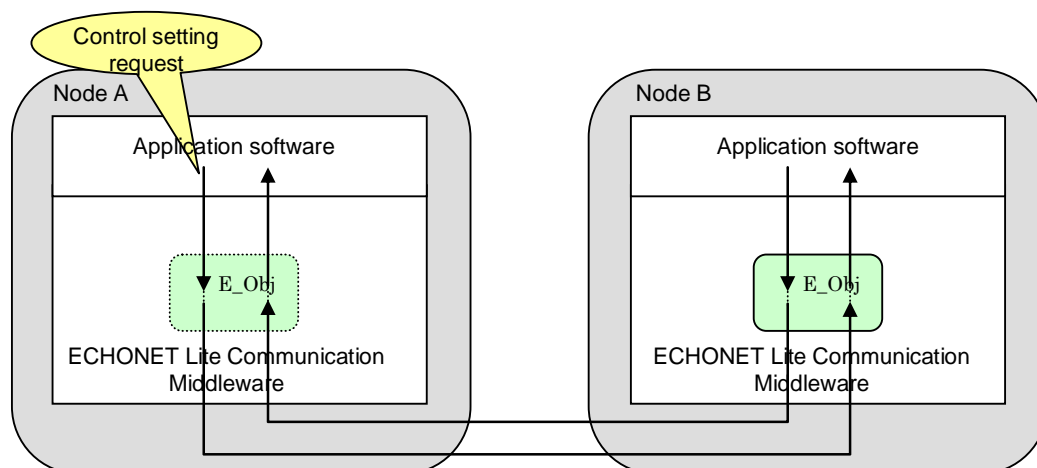 Control setting
request
Node A
Node B
Application software
Application software
E_Obj
E_Obj
ECHONET Lite Communication
Middleware
ECHONET Lite Communication
Middleware